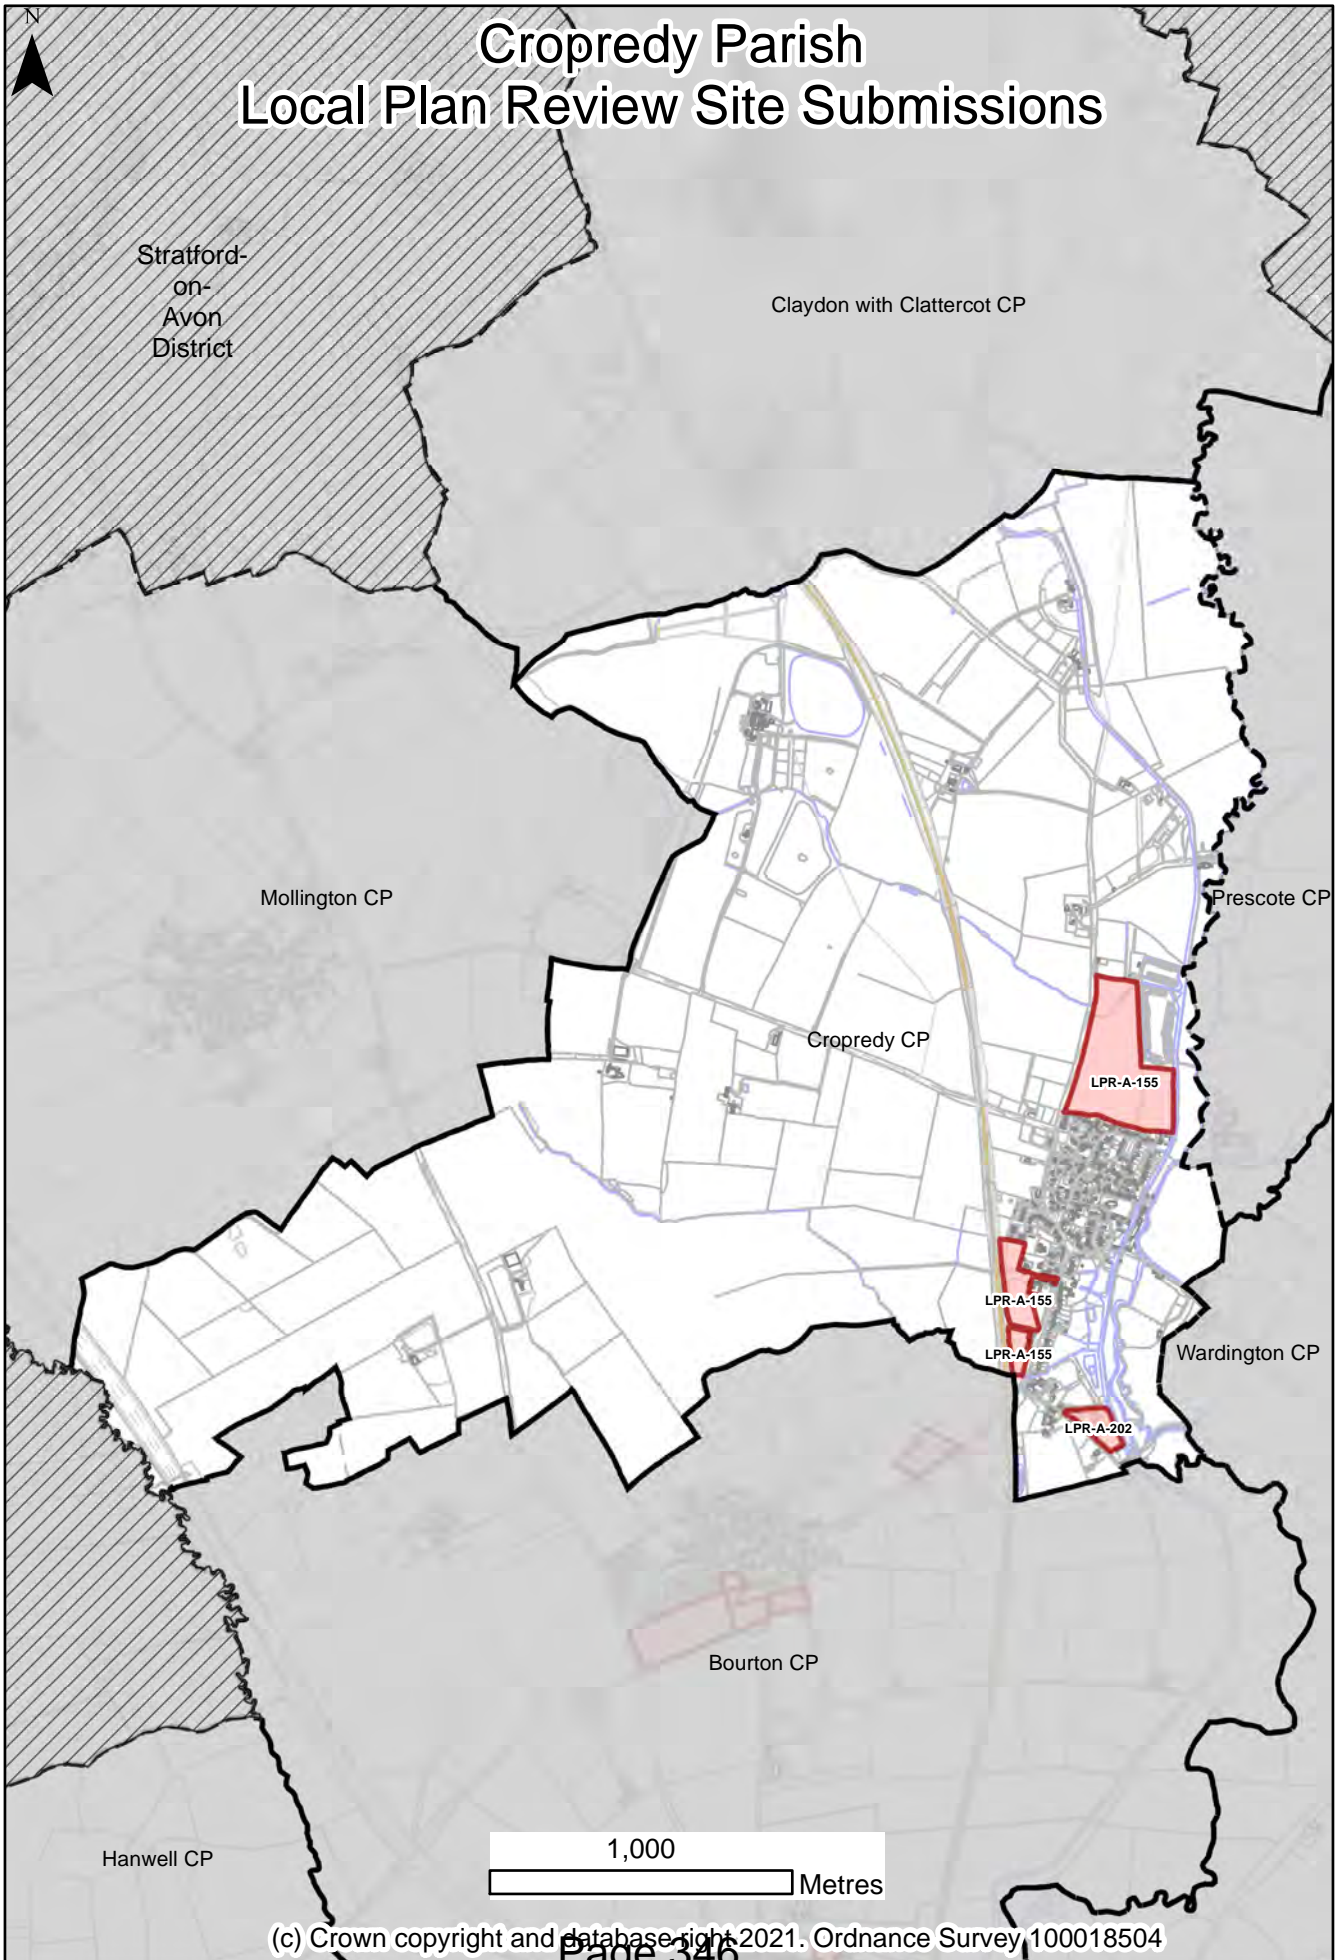 N
Cropredy Parish
Local Plan Review Site Submissions
Stratford-
on-
Avon
District
Claydon with Clattercot CP
Mollington CP
Prescote CP
Cropredy CP
LPR-A-155
LPR-A-155
LPR-A-155
Wardington CP
LPR-A-202
Bourton CP
Hanwell CP
1,000
Metres
(c) Crown copyright and database right 2021. Ordnance Survey 100018504
Page 346